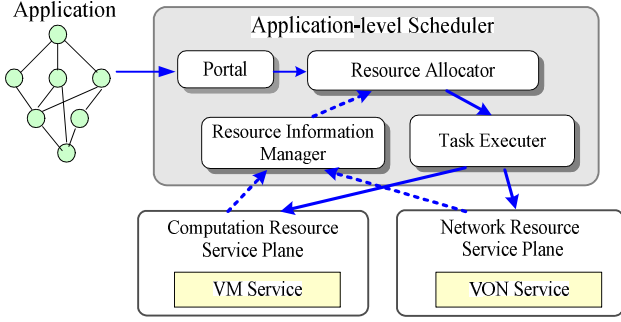 Application
Application-level Scheduler
Portal
Resource Allocator
Resource Information
Manager
Task Executer
Computation Resource
Service Plane
VM Service
Network Resource
Service Plane
VON Service